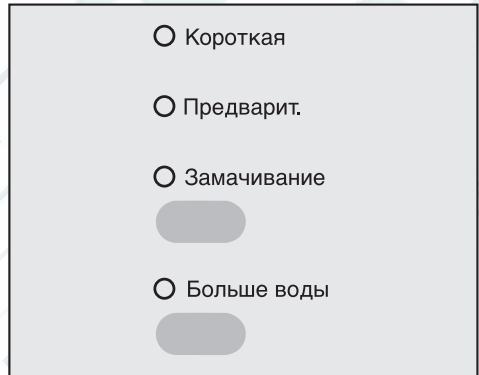 Короткая
Предварит.
Замачивание
Больше воды